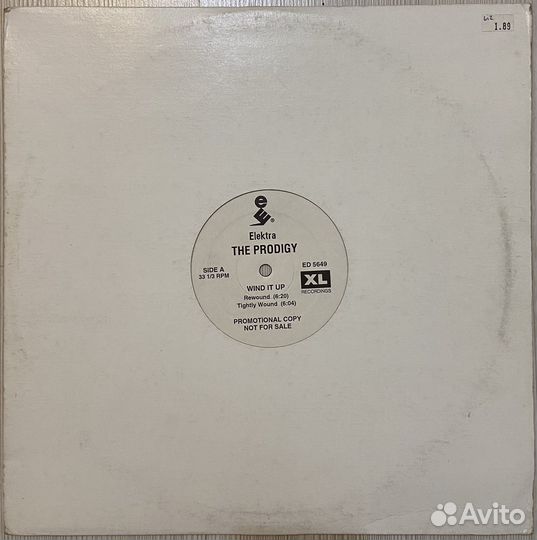 Liz
1.89
Elektra
THE PRODIGY
SIDE A
33 1/3 RPM
ED 5649
XL
RECORDINGS
WIND IT UP
Rewound (6:20)
Tightly Wound (6:04)
PROMOTIONAL COPY
NOT FOR SALE
Avito